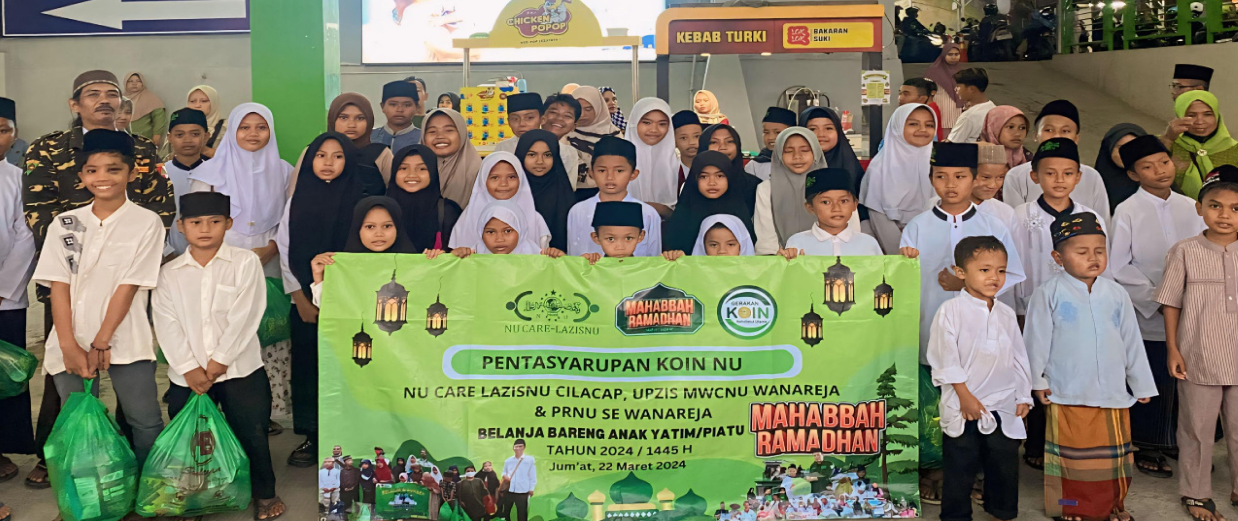 CHICKEN
POPOP
KEBAB TURKI
BAKARAN
SUKI
NU CARE-LAZISNU
MAHABBAH
RAMADHAN
GERAKAN
KOIN
PENTASYARUPAN KOIN NU
NU CARE LAZiSNU CILACAP, UPZIS MWCNU WANAREJA
& PRNU SE WANAREJA
BELANJA BARENG ANAK YATIM/PIATU
TAHUN 2024 / 1445 H
Jum'at, 22 Maret 2024
MAHABBAH
RAMADHAN